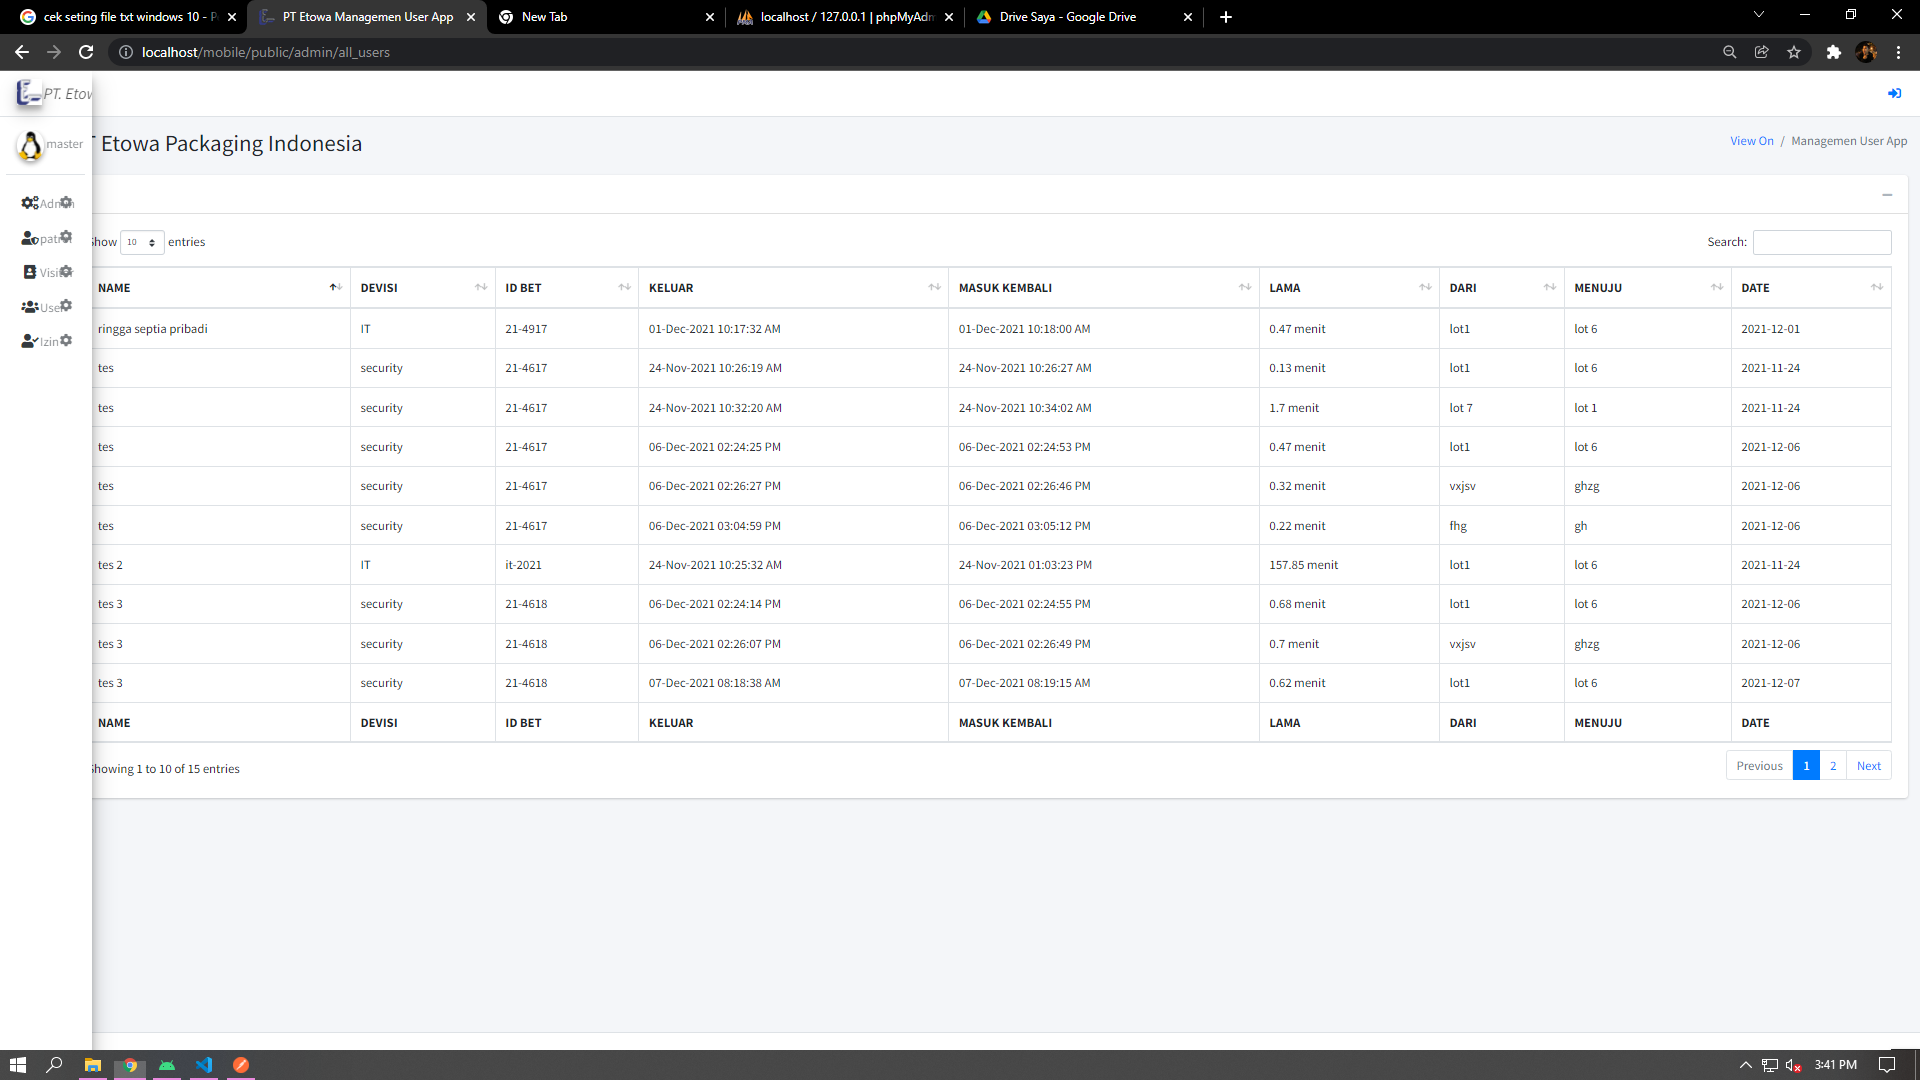 cek seting file txt windows 10 - P
PT Etowa Managemen User App
New Tab
localhost / 127.0.0.1 | phpMyAdm
Drive Saya - Google Drive
localhost/mobile/public/admin/all_users
PT. Etow
master
T Etowa Packaging Indonesia
View On / Managemen User App
Admin
Visitor
User
Izin
Show 10 entries
Search:
NAME DEVISI ID BET KELUAR MASUK KEMBALI LAMA DARI MENUJU DATE
ringga septia pribadi IT 21-4917 01-Dec-2021 10:17:32 AM 01-Dec-2021 10:18:00 AM 0.47 menit lot1 lot 6 2021-12-01
tes security 21-4617 24-Nov-2021 10:26:19 AM 24-Nov-2021 10:26:27 AM 0.13 menit lot1 lot 6 2021-11-24
tes security 21-4617 24-Nov-2021 10:32:20 AM 24-Nov-2021 10:34:02 AM 1.7 menit lot 7 lot 1 2021-11-24
tes security 21-4617 06-Dec-2021 02:24:25 PM 06-Dec-2021 02:24:53 PM 0.47 menit lot1 lot 6 2021-12-06
tes security 21-4617 06-Dec-2021 02:26:27 PM 06-Dec-2021 02:26:46 PM 0.32 menit vxjsv ghzg 2021-12-06
tes security 21-4617 06-Dec-2021 03:04:59 PM 06-Dec-2021 03:05:12 PM 0.22 menit fhg gh 2021-12-06
tes 2 IT it-2021 24-Nov-2021 10:25:32 AM 24-Nov-2021 01:03:23 PM 157.85 menit lot1 lot 6 2021-11-24
tes 3 security 21-4618 06-Dec-2021 02:24:14 PM 06-Dec-2021 02:24:55 PM 0.68 menit lot1 lot 6 2021-12-06
tes 3 security 21-4618 06-Dec-2021 02:26:07 PM 06-Dec-2021 02:26:49 PM 0.7 menit vxjsv ghzg 2021-12-06
tes 3 security 21-4618 07-Dec-2021 08:18:38 AM 07-Dec-2021 08:19:15 AM 0.62 menit lot1 lot 6 2021-12-07
NAME DEVISI ID BET KELUAR MASUK KEMBALI LAMA DARI MENUJU DATE
Showing 1 to 10 of 15 entries
Previous 1 2 Next
3:41 PM